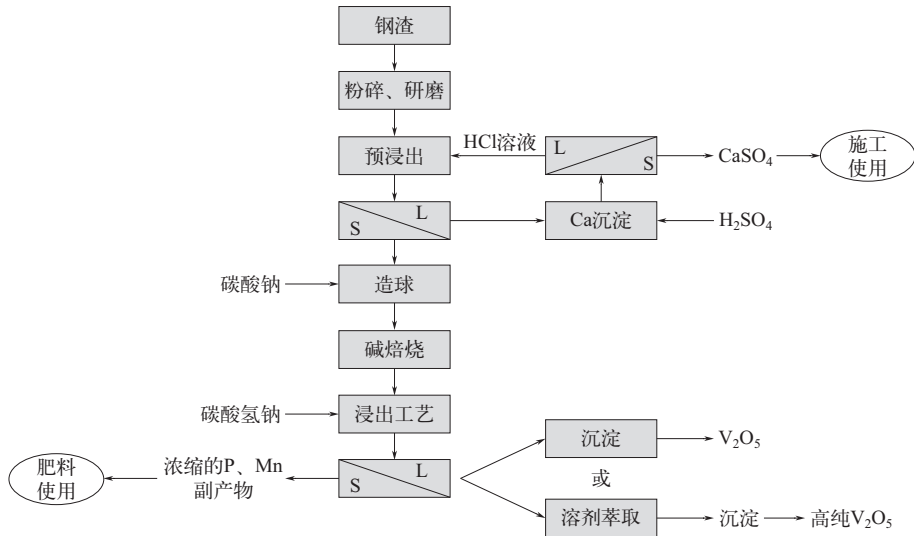 钢渣
粉碎、研磨
预浸出
HCl溶液
L
S
CaSO₄
施工
使用
S
L
Ca沉淀
H₂SO₄
碳酸钠
造球
碱焙烧
碳酸氢钠
浸出工艺
沉淀
V₂O₅
肥料
使用
浓缩的P、Mn
副产物
S
L
或
溶剂萃取
沉淀
高纯V₂O₅